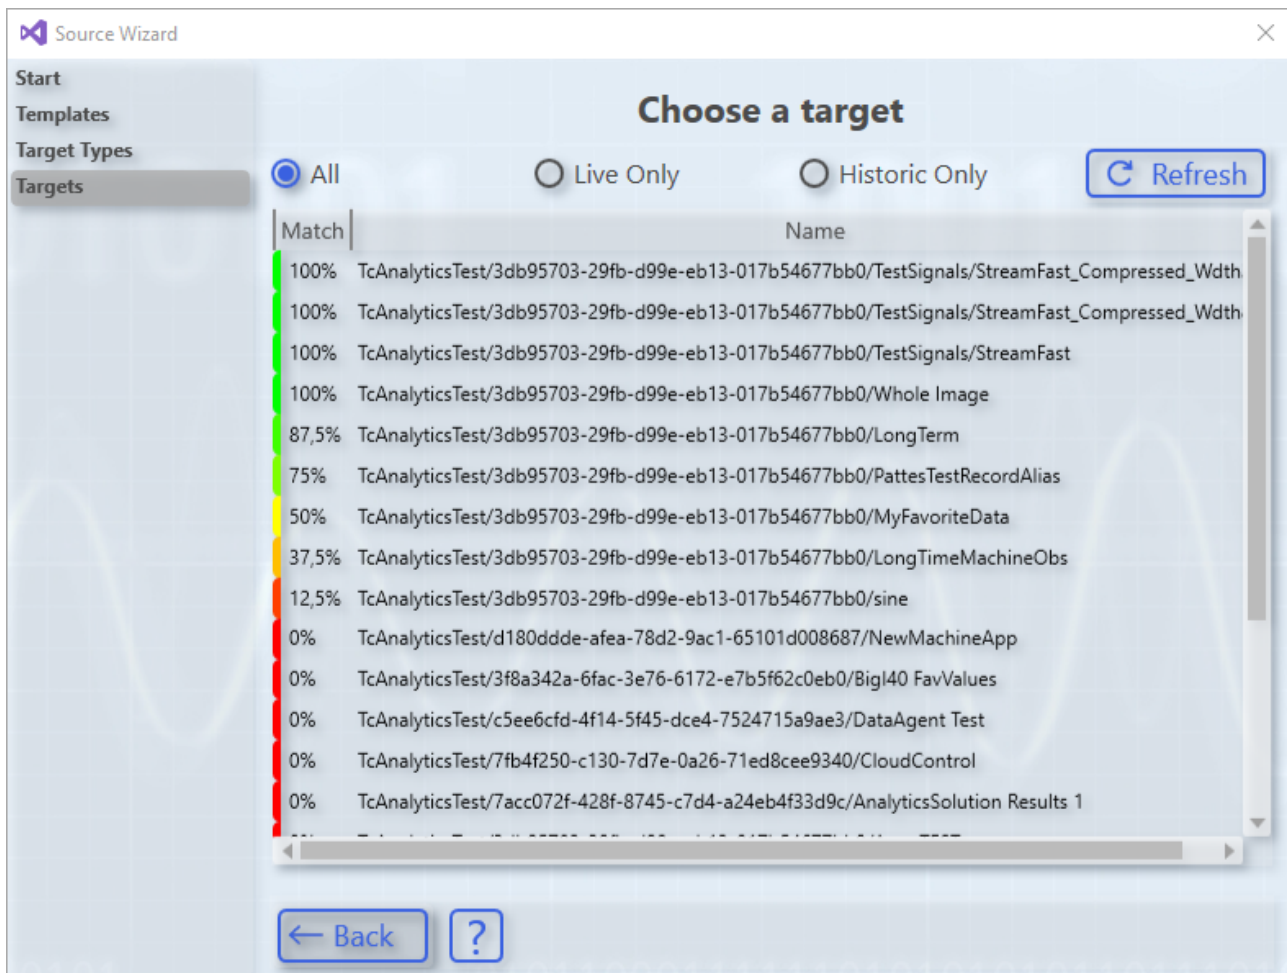 Source Wizard
Start
Templates
Target Types
Targets
Choose a target
All Live Only Historic Only Refresh
Match Name
100% TcAnalyticsTest/3db95703-29fb-d99e-eb13-017b54677bb0/TestSignals/StreamFast_Compressed_Wdth
100% TcAnalyticsTest/3db95703-29fb-d99e-eb13-017b54677bb0/TestSignals/StreamFast_Compressed_Wdth
100% TcAnalyticsTest/3db95703-29fb-d99e-eb13-017b54677bb0/TestSignals/StreamFast
100% TcAnalyticsTest/3db95703-29fb-d99e-eb13-017b54677bb0/Whole Image
87,5% TcAnalyticsTest/3db95703-29fb-d99e-eb13-017b54677bb0/LongTerm
75% TcAnalyticsTest/3db95703-29fb-d99e-eb13-017b54677bb0/PattesTestRecordAlias
50% TcAnalyticsTest/3db95703-29fb-d99e-eb13-017b54677bb0/MyFavoriteData
37,5% TcAnalyticsTest/3db95703-29fb-d99e-eb13-017b54677bb0/LongTimeMachineObs
12,5% TcAnalyticsTest/3db95703-29fb-d99e-eb13-017b54677bb0/sine
0% TcAnalyticsTest/d180ddde-afea-78d2-9ac1-65101d008687/NewMachineApp
0% TcAnalyticsTest/3f8a342a-6fac-3e76-6172-e7b5f62c0eb0/BigI40 FavValues
0% TcAnalyticsTest/c5ee6cfd-4f14-5f45-dce4-7524715a9ae3/DataAgent Test
0% TcAnalyticsTest/7fb4f250-c130-7d7e-0a26-71ed8cee9340/CloudControl
0% TcAnalyticsTest/7acc072f-428f-8745-c7d4-a24eb4f33d9c/AnalyticsSolution Results 1
← Back ?